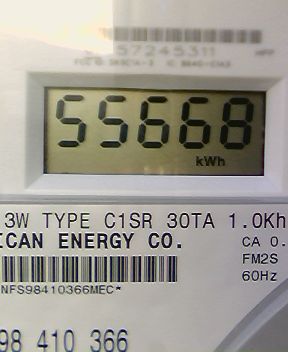 57245311
55668
kWh
3W TYPE C1SR 30TA 1.0Kh
ICAN ENERGY CO.
CA 0.
FM2S
60Hz
NFS98410366MEC*
98 410 366